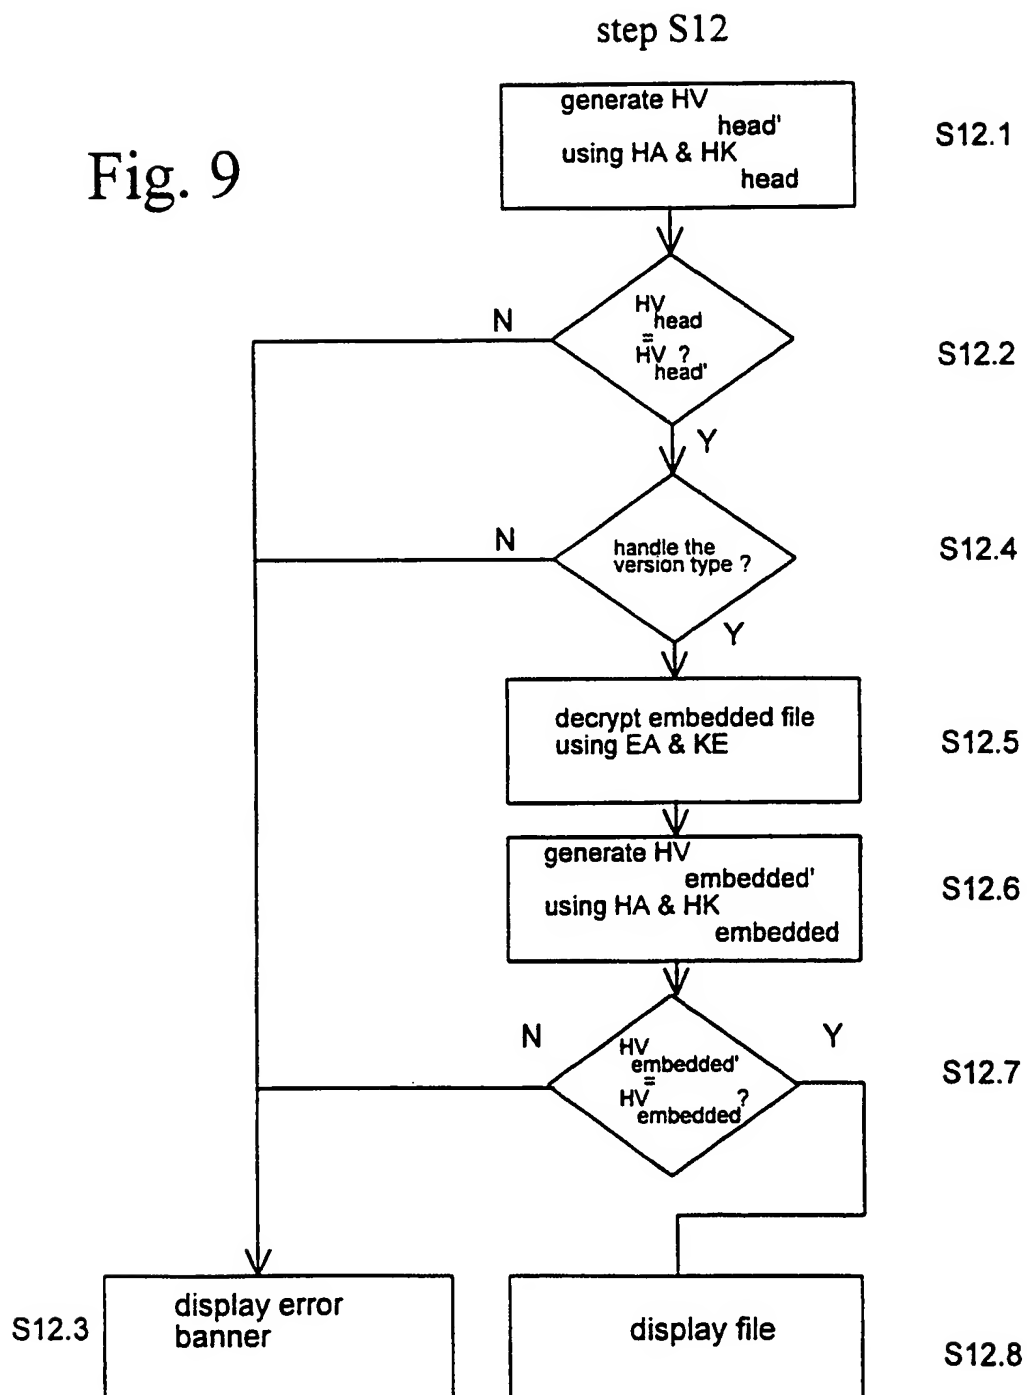 step S12
Fig. 9
generate HV
head'
using HA & HK
head
S12.1
N
HV
head
=
HV ?
head'
S12.2
Y
N
handle the
version type ?
S12.4
Y
decrypt embedded file
using EA & KE
S12.5
generate HV
embedded'
using HA & HK
embedded
S12.6
N
HV
embedded'
=
HV ?
embedded
Y
S12.7
S12.3
display error
banner
display file
S12.8